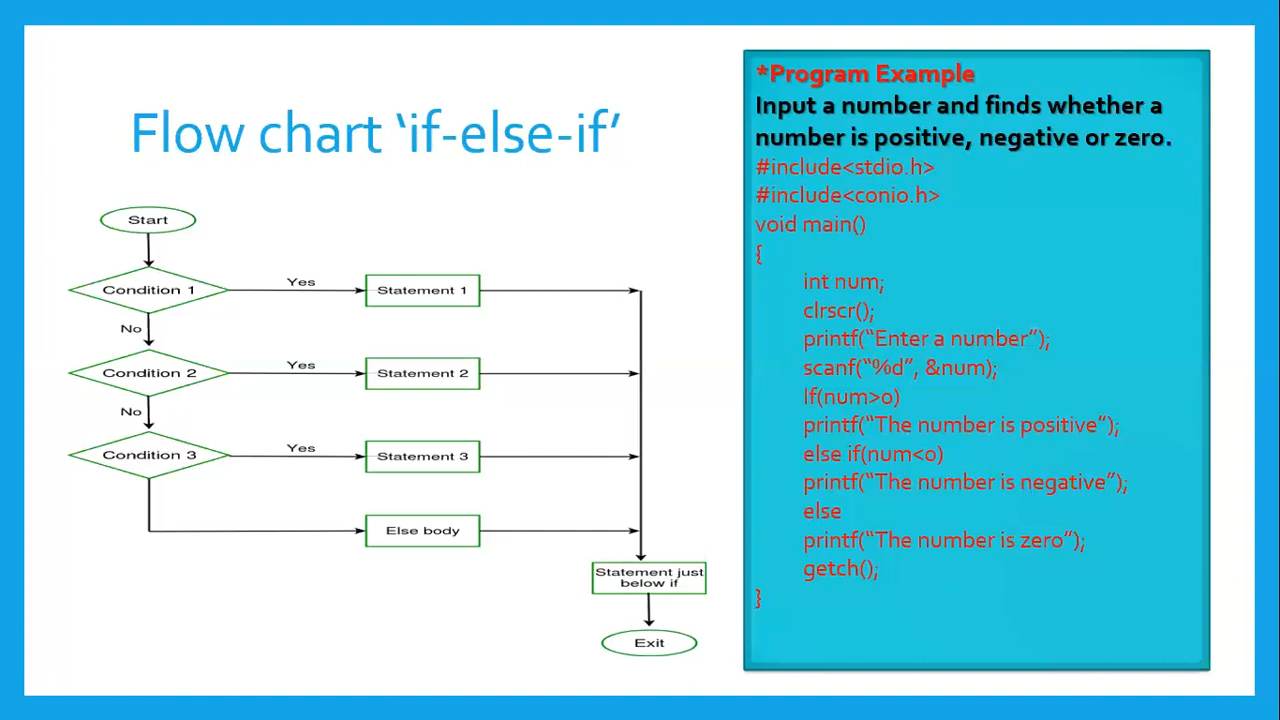 Flow chart ‘if-else-if’
Start
Condition 1
Yes
Statement 1
No
Condition 2
Yes
Statement 2
No
Condition 3
Yes
Statement 3
Else body
Statement just
below if
Exit
*Program Example
Input a number and finds whether a
number is positive, negative or zero.
#include<stdio.h>
#include<conio.h>
void main()
{
int num;
clrscr();
printf(“Enter a number”);
scanf(“%d”, &num);
If(num>0)
printf(“The number is positive”);
else if(num<0)
printf(“The number is negative”);
else
printf(“The number is zero”);
getch();
}